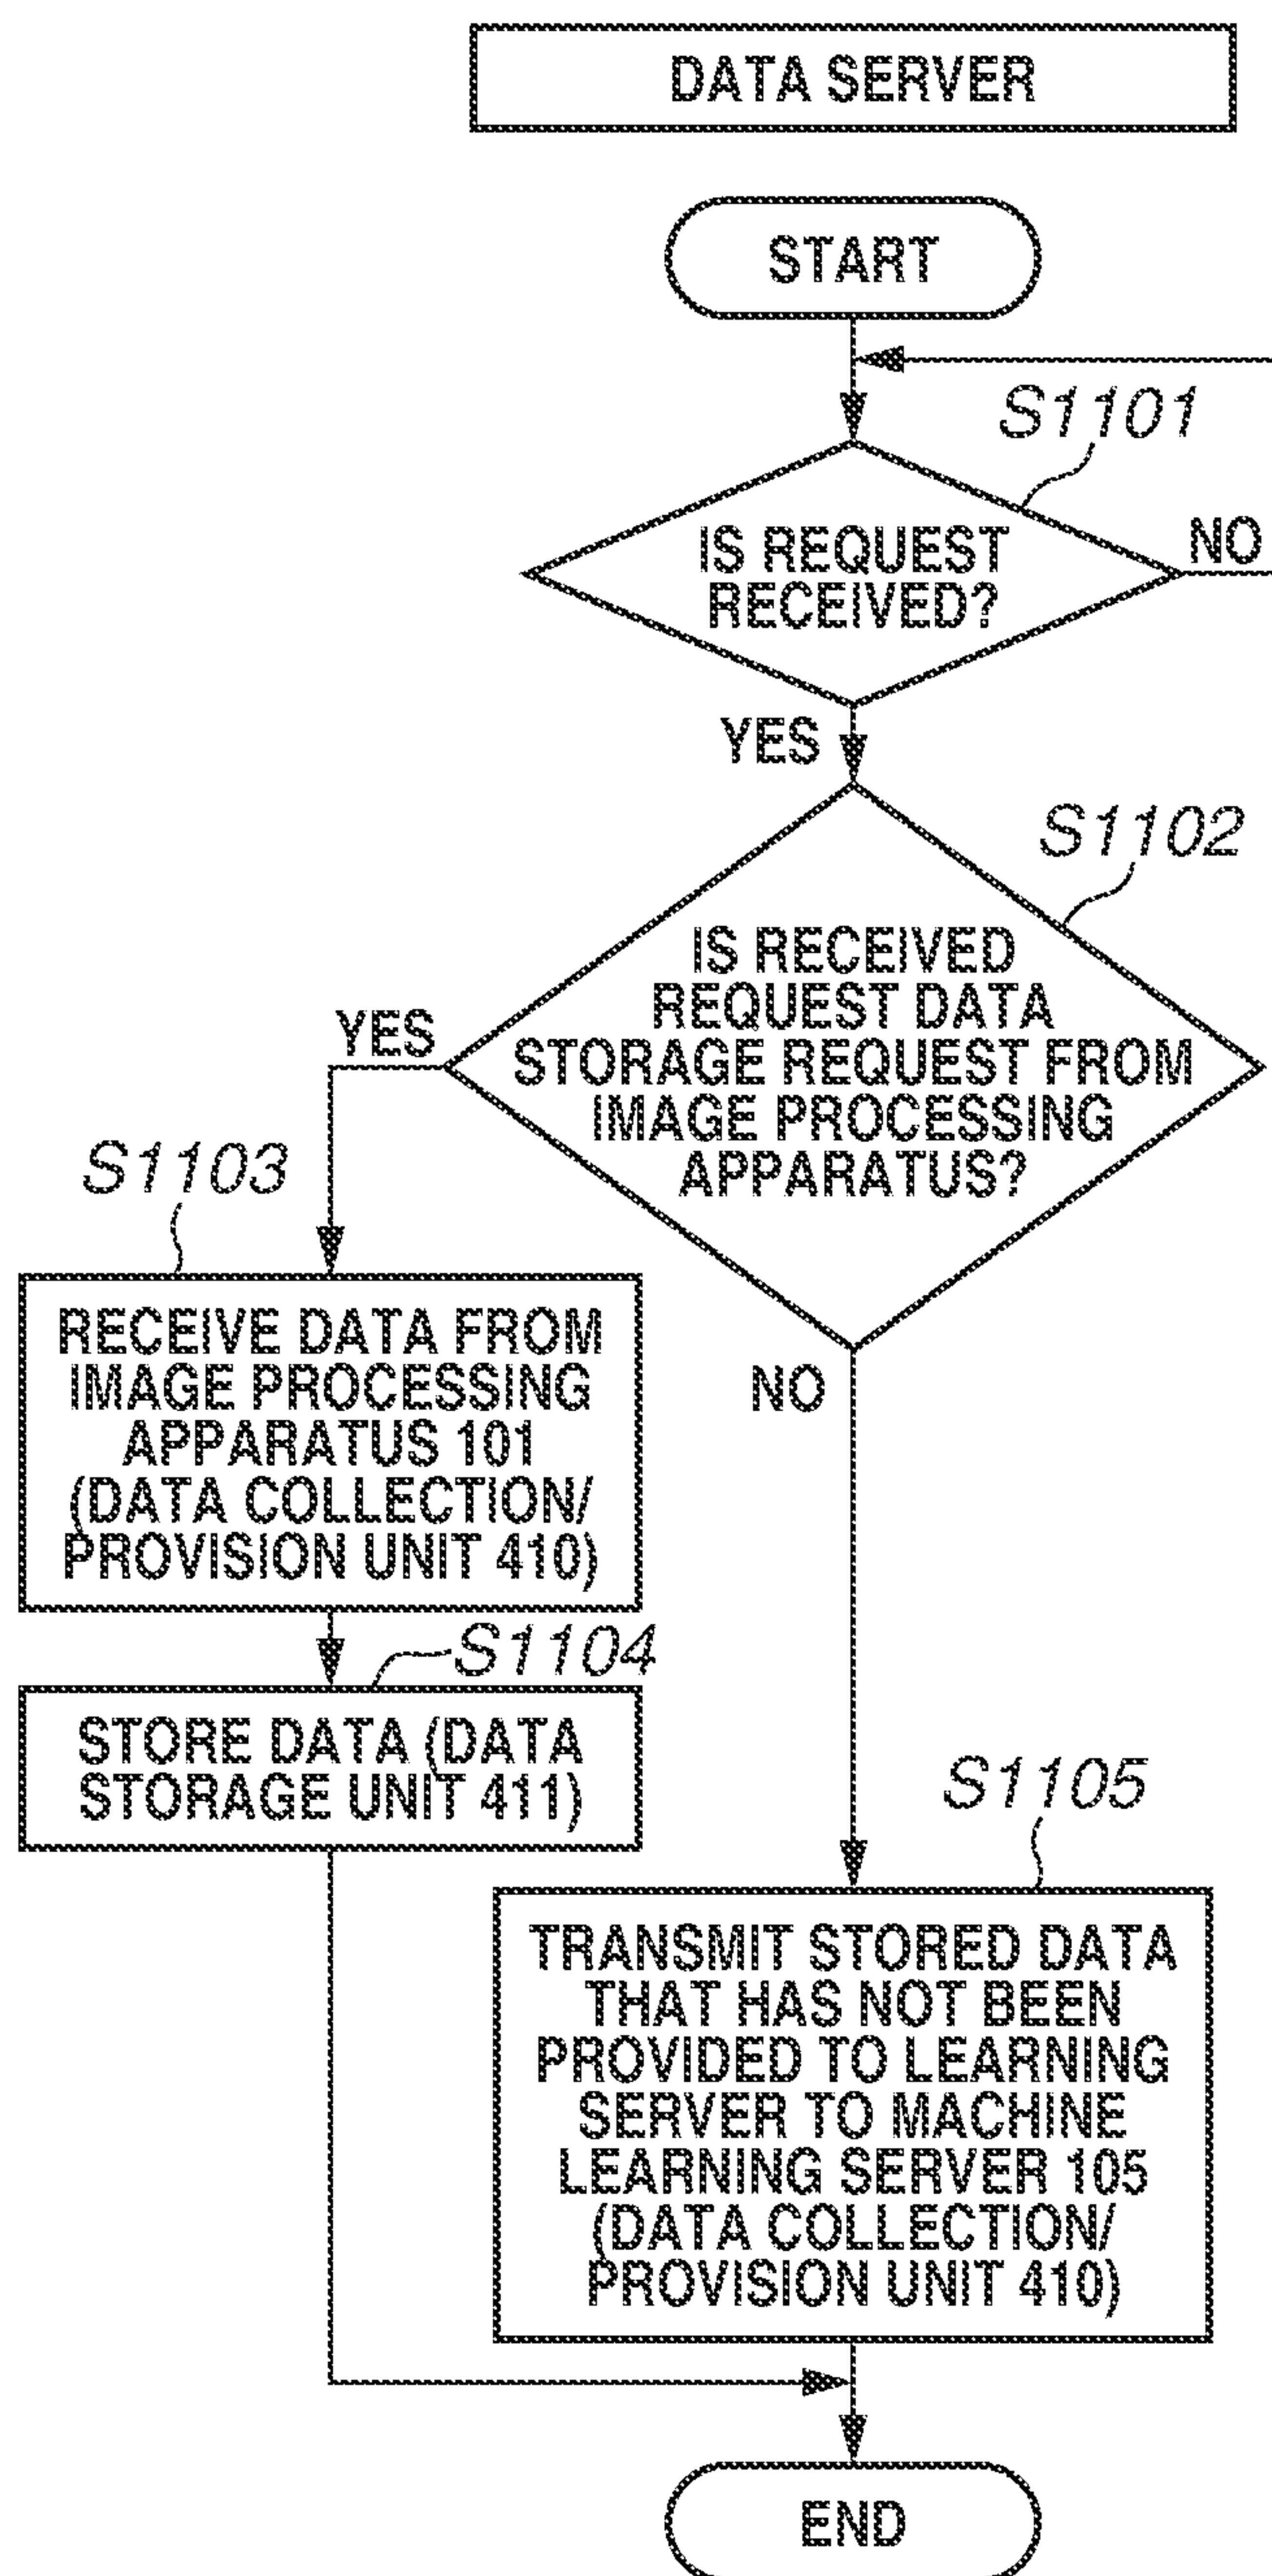 DATA SERVER
START
S1101
IS REQUEST
RECEIVED?
NO
YES
S1102
IS RECEIVED
REQUEST DATA
STORAGE REQUEST FROM
IMAGE PROCESSING
APPARATUS?
YES
S1103
RECEIVE DATA FROM
IMAGE PROCESSING
APPARATUS 101
(DATA COLLECTION/
PROVISION UNIT 410)
NO
S1104
STORE DATA (DATA
STORAGE UNIT 411)
S1105
TRANSMIT STORED DATA
THAT HAS NOT BEEN
PROVIDED TO LEARNING
SERVER TO MACHINE
LEARNING SERVER 105
(DATA COLLECTION/
PROVISION UNIT 410)
END